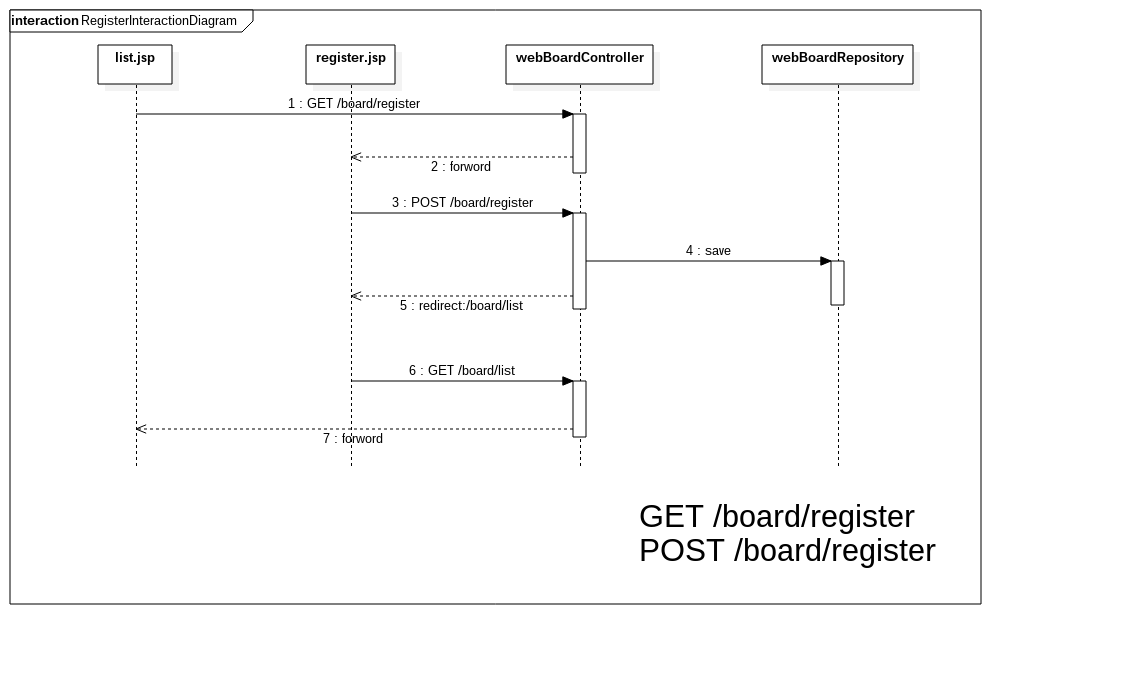 interaction RegisterInteractionDiagram
list.jsp
register.jsp
webBoardController
webBoardRepository
1 : GET /board/register
2 : forword
3 : POST /board/register
4 : save
5 : redirect:/board/list
6 : GET /board/list
7 : forword
GET /board/register
POST /board/register